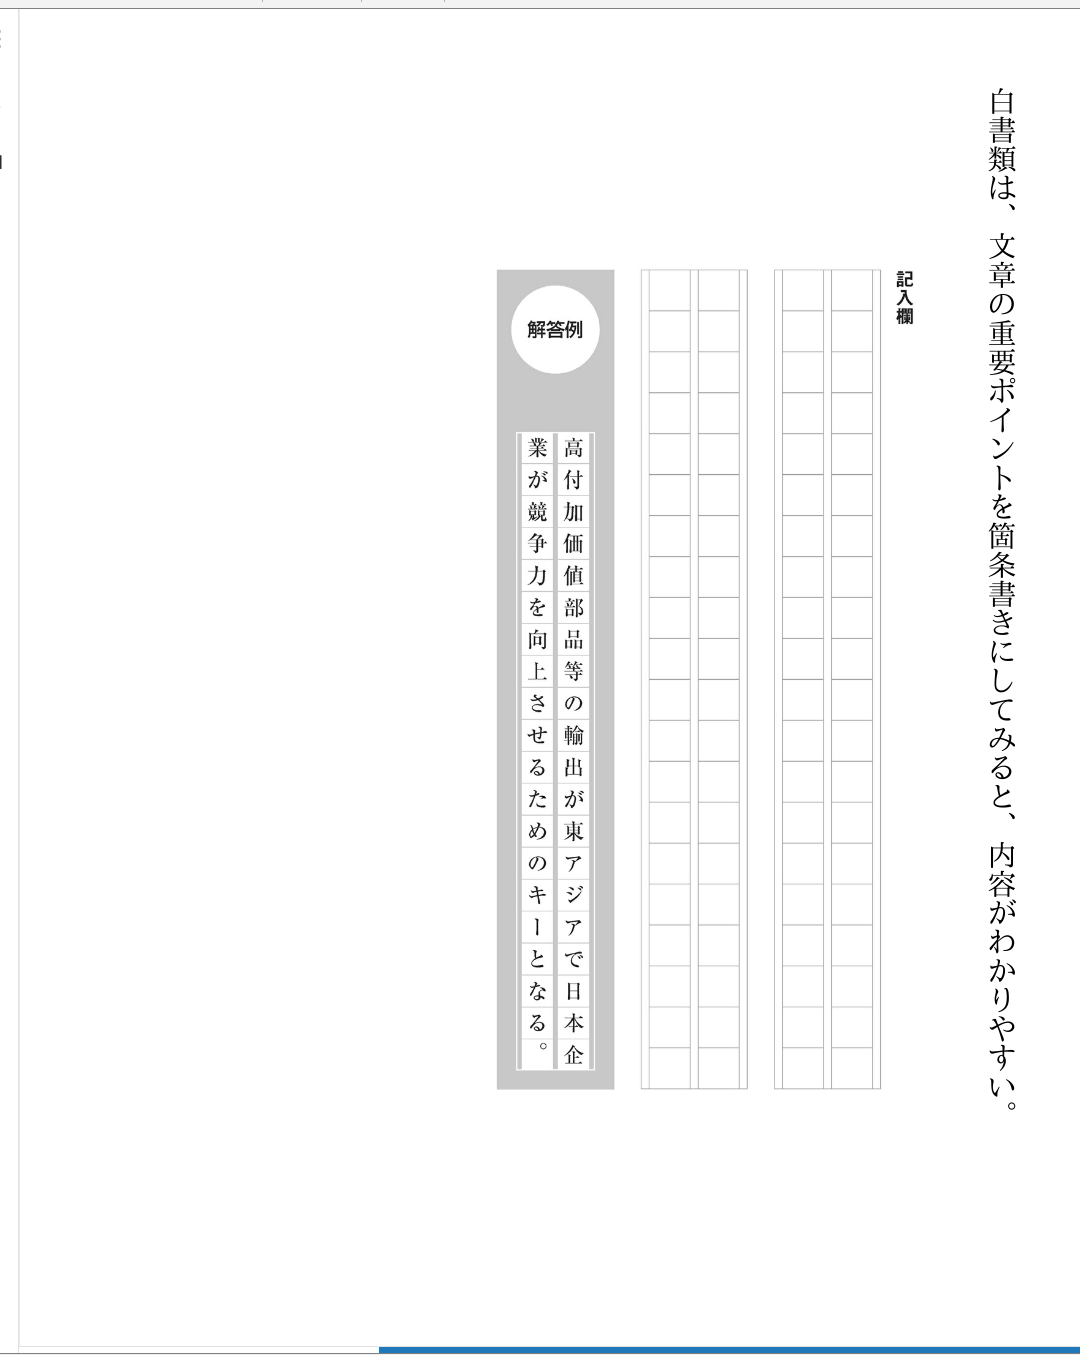 白書類は、文章の重要ポイントを箇条書きにしてみると、内容がわかりやすい。
記入欄
解答例
高付加価値部品等の輸出が東アジアで日本企
業が競争力を向上させるためのキーとなる。